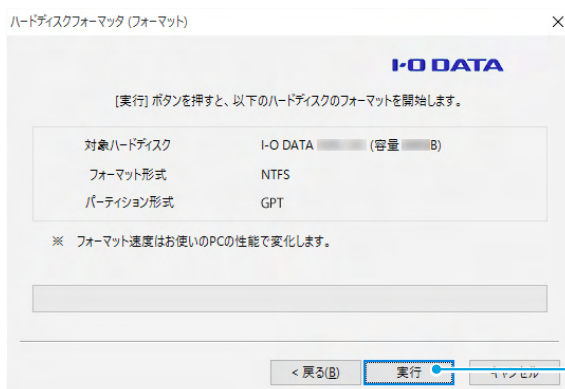 ハードディスクフォーマッタ (フォーマット)
I-O DATA
[実行] ボタンを押すと、以下のハードディスクのフォーマットを開始します。
対象ハードディスク I-O DATA (容量 B)
フォーマット形式 NTFS
パーティション形式 GPT
※ フォーマット速度はお使いのPCの性能で変化します。
< 戻る(B) 実行 キャンセル